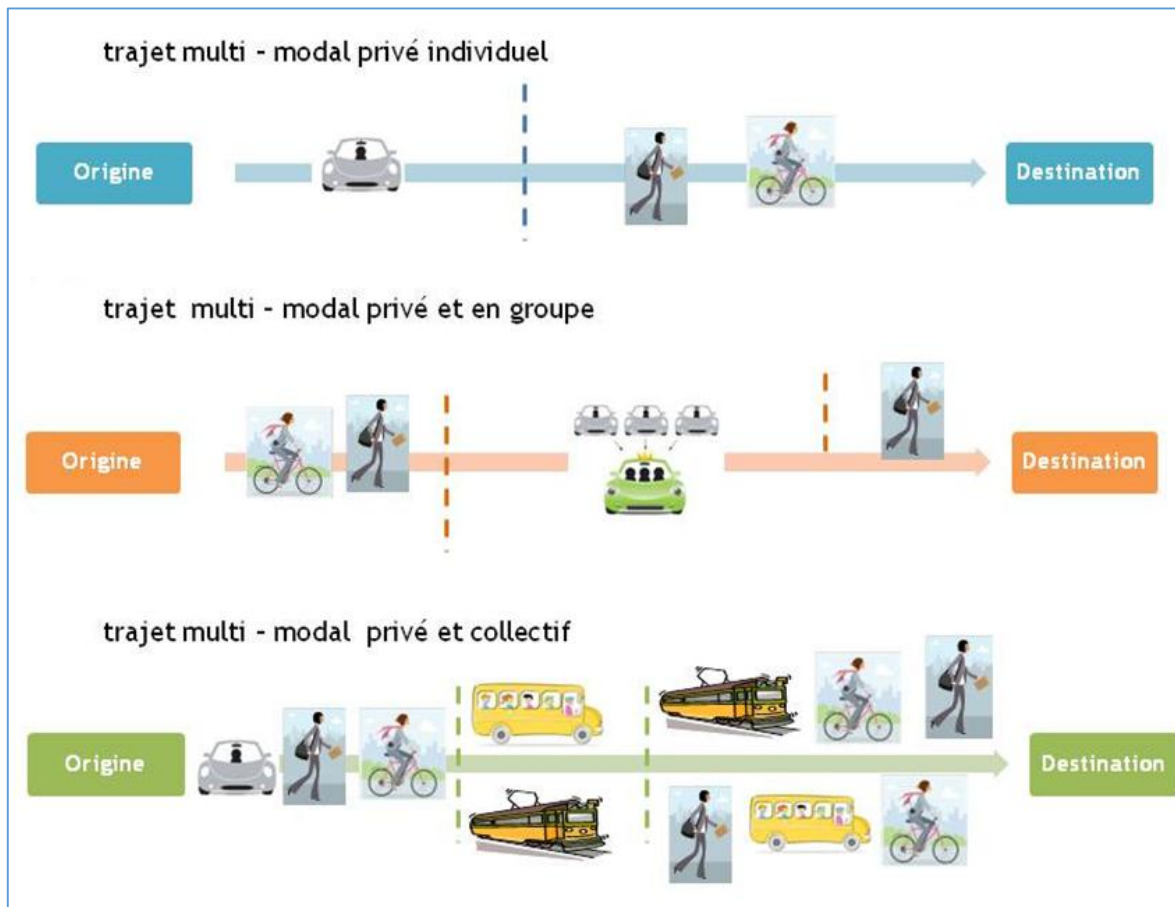 trajet multi - modal privé individuel
Origine
Destination
trajet multi - modal privé et en groupe
Origine
Destination
trajet multi - modal privé et collectif
Origine
Destination